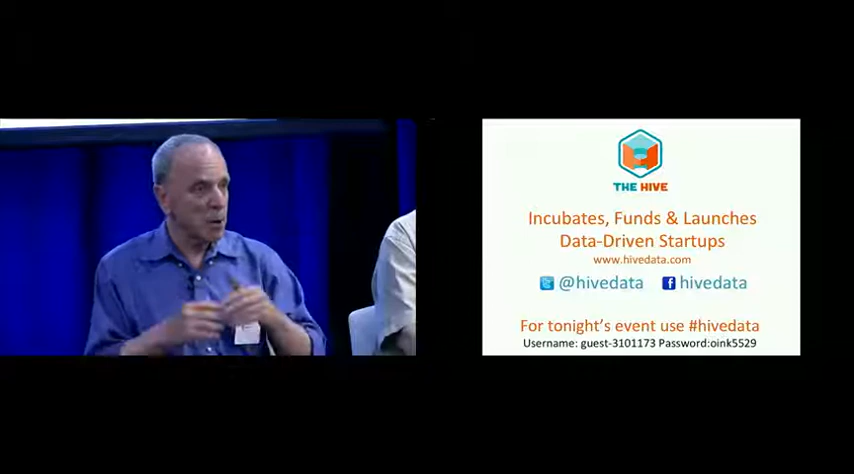 THE HIVE
Incubates, Funds & Launches
Data-Driven Startups
www.hivedata.com
@hivedata hivedata
For tonight's event use #hivedata
Username: guest-3101173 Password:oink5529